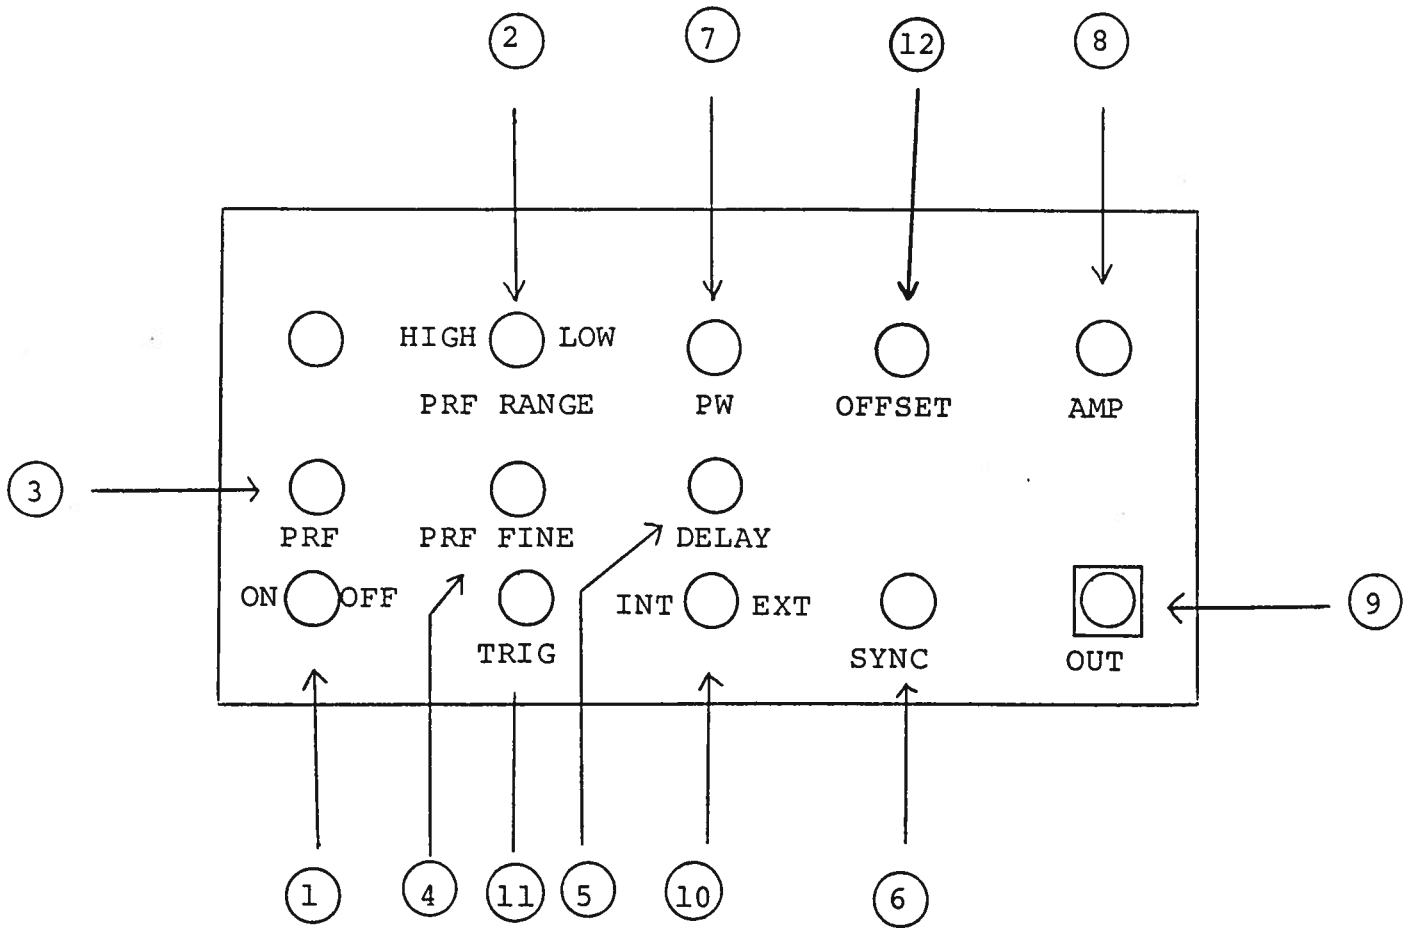 2 7 12 8
HIGH LOW
PRF RANGE PW OFFSET AMP
3
PRF PRF FINE DELAY
ON OFF INT EXT 9
TRIG SYNC OUT
1 4 11 5 10 6